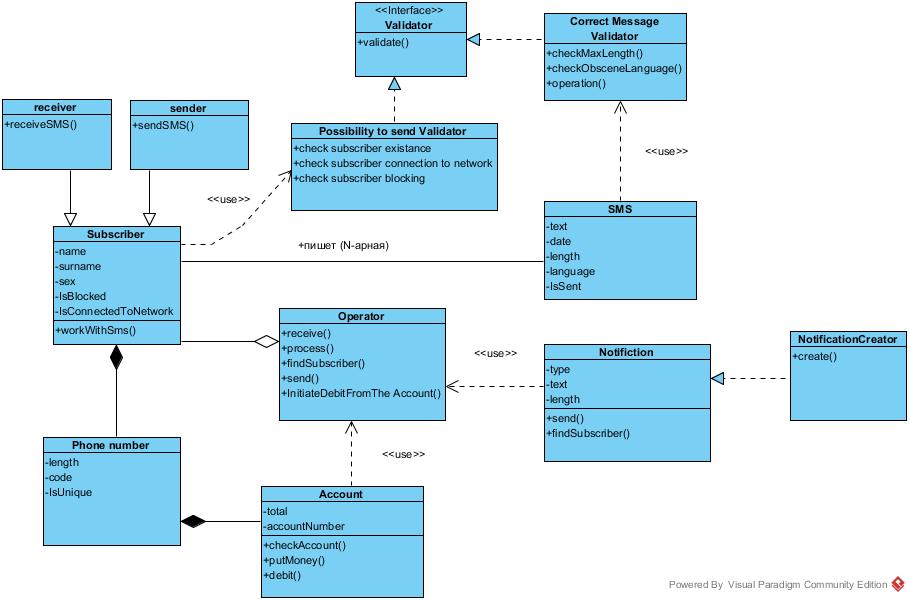 <<Interface>>
Validator
+validate()
Correct Message
Validator
+checkMaxLength()
+checkObsceneLanguage()
+operation()
receiver
+receiveSMS()
sender
+sendSMS()
Possibility to send Validator
+check subscriber existance
+check subscriber connection to network
+check subscriber blocking
<<use>>
<<use>>
Subscriber
-name
-surname
-sex
-IsBlocked
-IsConnectedToNetwork
+workWithSms()
+пишет (N-арная)
SMS
-text
-date
-length
-language
-IsSent
Operator
+receive()
+process()
+findSubscriber()
+send()
+InitiateDebitFromThe Account()
<<use>>
Notifiction
-type
-text
-length
+send()
+findSubscriber()
NotificationCreator
+create()
Phone number
-length
-code
-IsUnique
<<use>>
Account
-total
-accountNumber
+checkAccount()
+putMoney()
+debit()
Powered By Visual Paradigm Community Edition